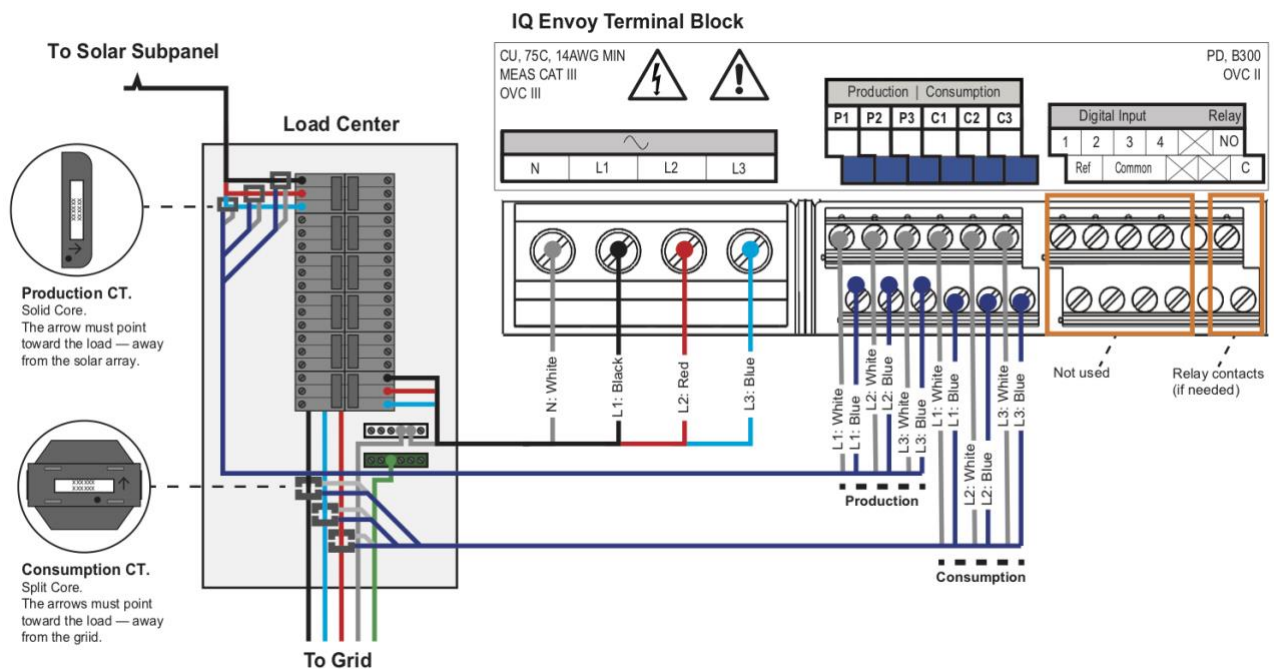 IQ Envoy Terminal Block
To Solar Subpanel
CU, 75C, 14AWG MIN
MEAS CAT III
OVC III
PD, B300
OVC II
Production | Consumption
P1 P2 P3 C1 C2 C3
Digital Input Relay
1 2 3 4 NO
Ref Common C
N L1 L2 L3
Load Center
XXXXXX
XXXXXX
Production CT.
Solid Core.
The arrow must point
toward the load — away
from the solar array.
N: White
L1: Black
L2: Red
L3: Blue
L1: White
L1: Blue
L2: White
L2: Blue
L3: White
L3: Blue
L1: White
L1: Blue
L2: White
L2: Blue
L3: White
L3: Blue
Not used
Relay contacts
(if needed)
Production
Consumption
XXXXXX
XXXXXX
Consumption CT.
Split Core.
The arrows must point
toward the load — away
from the griid.
To Grid